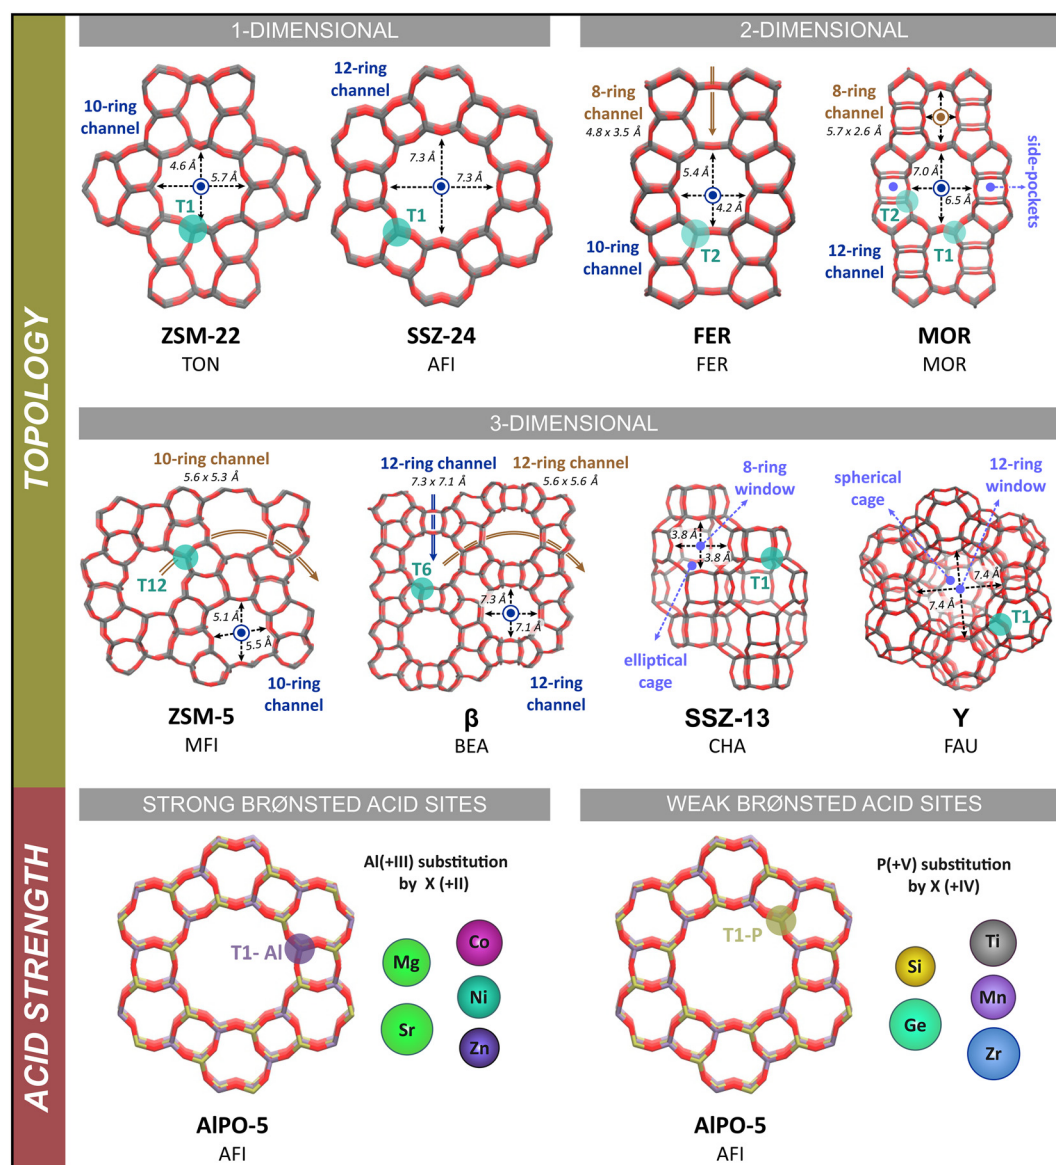 TOPOLOGY
1-DIMENSIONAL
10-ring
channel
4.6 Å
5.7 Å
T1
ZSM-22
TON
12-ring
channel
7.3 Å
7.3 Å
T1
SSZ-24
AFI
2-DIMENSIONAL
8-ring
channel
4.8 x 3.5 Å
5.4 Å
4.2 Å
10-ring
channel
T2
FER
FER
8-ring
channel
5.7 x 2.6 Å
7.0 Å
6.5 Å
side-pockets
T2
12-ring
channel
T1
MOR
MOR
3-DIMENSIONAL
10-ring channel
5.6 x 5.3 Å
T12
5.1 Å
5.5 Å
10-ring
channel
ZSM-5
MFI
12-ring channel
7.3 x 7.1 Å
12-ring channel
5.6 x 5.6 Å
T6
7.3 Å
7.1 Å
12-ring
channel
β
BEA
8-ring
window
3.8 Å
3.8 Å
T1
elliptical
cage
SSZ-13
CHA
spherical
cage
12-ring
window
7.4 Å
7.4 Å
T1
Y
FAU
ACID STRENGTH
STRONG BRØNSTED ACID SITES
Al(+III) substitution
by X (+II)
T1- Al
Mg
Sr
Co
Ni
Zn
AlPO-5
AFI
WEAK BRØNSTED ACID SITES
P(+V) substitution
by X (+IV)
T1-P
Si
Ge
Ti
Mn
Zr
AlPO-5
AFI